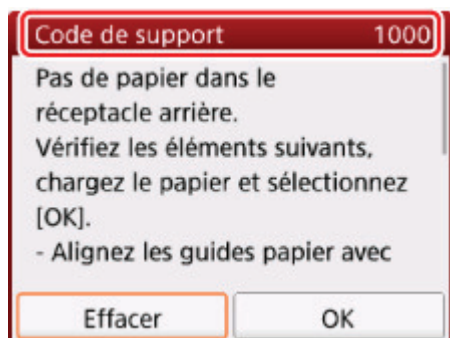 Code de support 1000
Pas de papier dans le
réceptacle arrière.
Vérifiez les éléments suivants,
chargez le papier et sélectionnez
[OK].
- Alignez les guides papier avec
Effacer OK